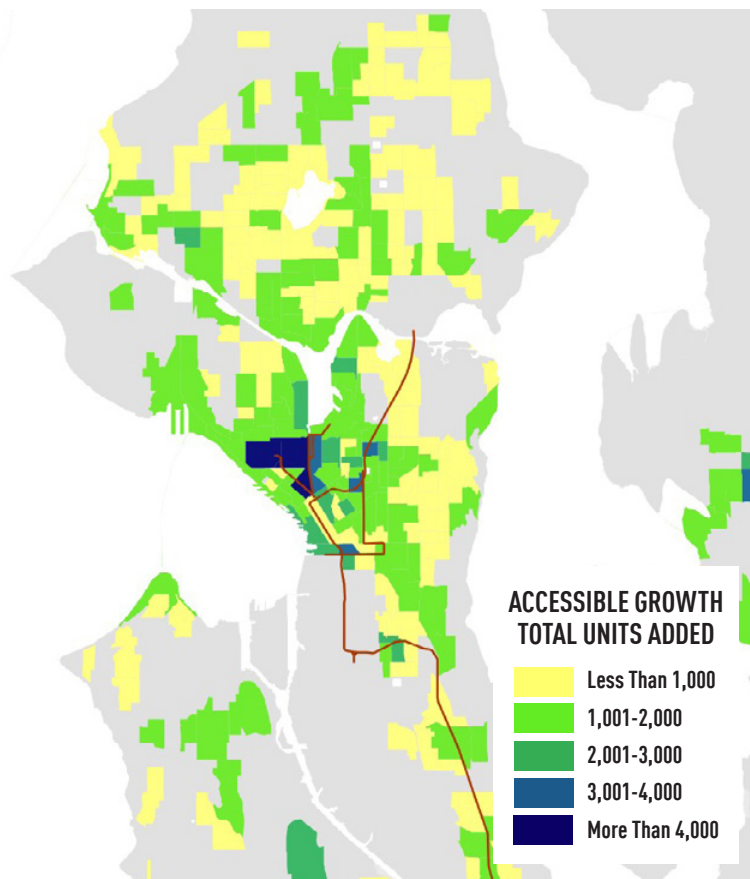 ACCESSIBLE GROWTH
TOTAL UNITS ADDED
Less Than 1,000
1,001-2,000
2,001-3,000
3,001-4,000
More Than 4,000